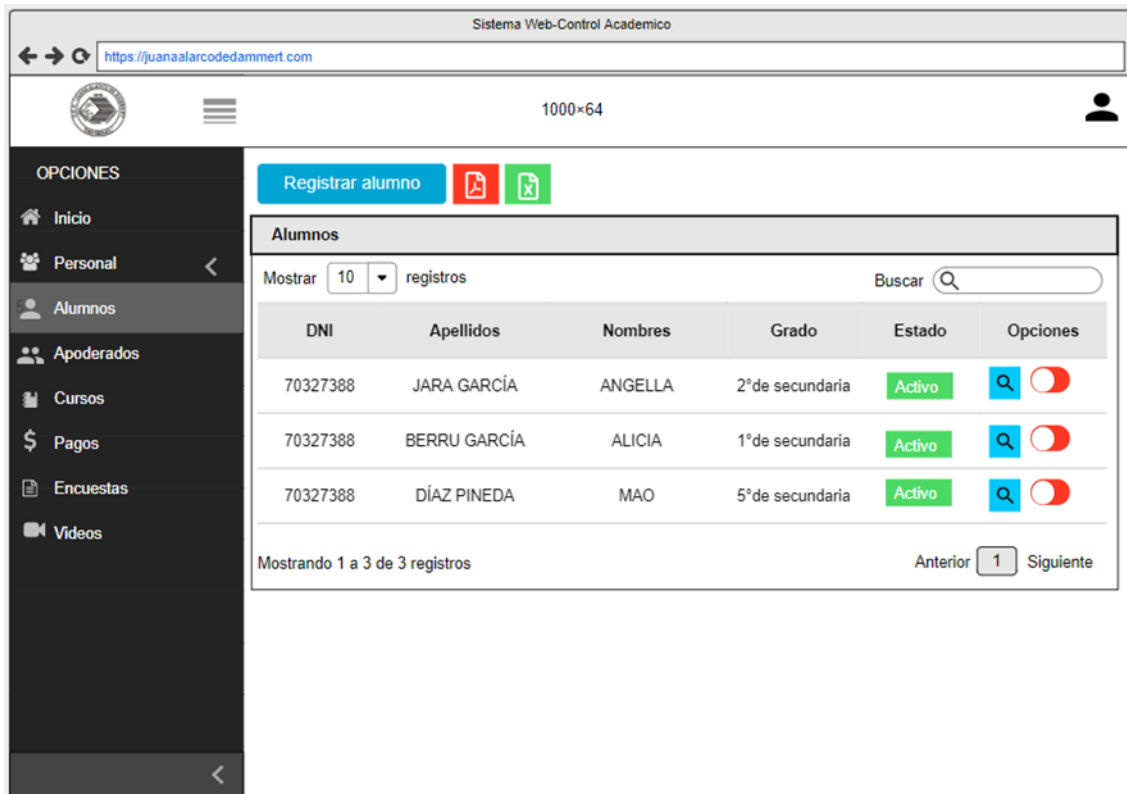 Sistema Web-Control Academico
https://juanaalarcodedammert.com
1000×64
OPCIONES
Inicio
Personal
Alumnos
Apoderados
Cursos
Pagos
Encuestas
Videos
Registrar alumno
Alumnos
Mostrar 10 registros Buscar
DNI Apellidos Nombres Grado Estado Opciones
70327388 JARA GARCÍA ANGELLA 2°de secundaria Activo
70327388 BERRU GARCÍA ALICIA 1°de secundaria Activo
70327388 DÍAZ PINEDA MAO 5°de secundaria Activo
Mostrando 1 a 3 de 3 registros Anterior 1 Siguiente